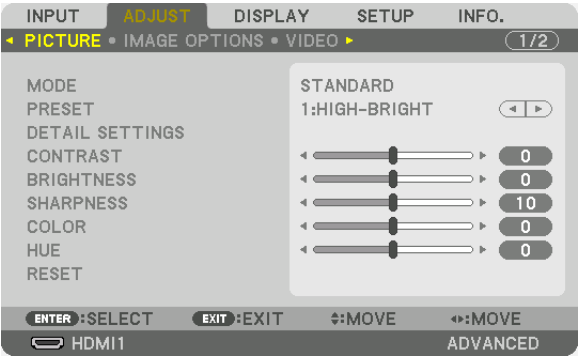 INPUT ADJUST DISPLAY SETUP INFO.
PICTURE • IMAGE OPTIONS • VIDEO 1/2
MODE STANDARD
PRESET 1:HIGH-BRIGHT
DETAIL SETTINGS
CONTRAST 0
BRIGHTNESS 0
SHARPNESS 10
COLOR 0
HUE 0
RESET
ENTER :SELECT EXIT :EXIT :MOVE :MOVE
HDMI1 ADVANCED